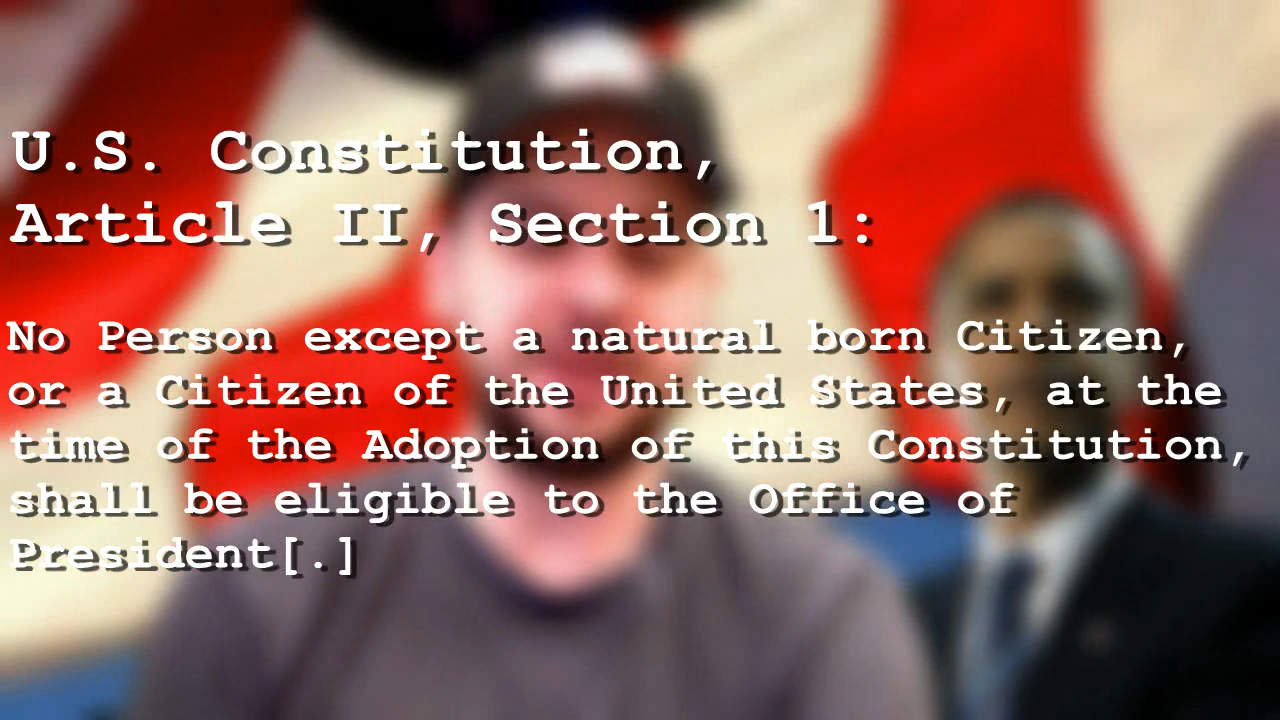 U.S. Constitution,
Article II, Section 1:
No Person except a natural born Citizen,
or a Citizen of the United States, at the
time of the Adoption of this Constitution,
shall be eligible to the Office of
President[.]